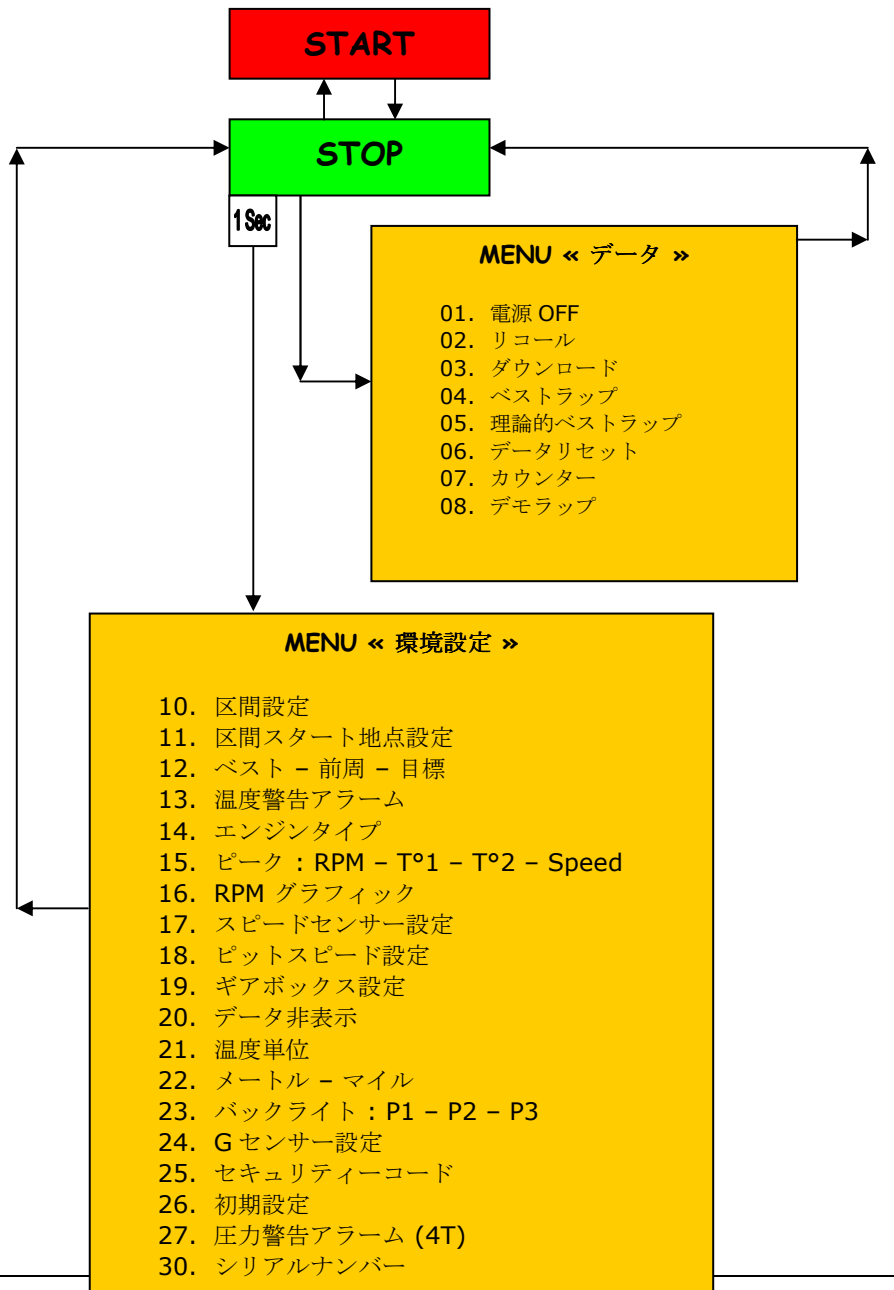 START
STOP
1 Sec
MENU « データ »
01. 電源 OFF
02. リコール
03. ダウンロード
04. ベストラップ
05. 理論的ベストラップ
06. データリセット
07. カウンター
08. デモラップ
MENU « 環境設定 »
10. 区間設定
11. 区間スタート地点設定
12. ベスト – 前周 – 目標
13. 温度警告アラーム
14. エンジンタイプ
15. ピーク : RPM – T°1 – T°2 – Speed
16. RPM グラフィック
17. スピードセンサー設定
18. ピットスピード設定
19. ギアボックス設定
20. データ非表示
21. 温度単位
22. メートル – マイル
23. バックライト : P1 – P2 – P3
24. G センサー設定
25. セキュリティーコード
26. 初期設定
27. 圧力警告アラーム (4T)
30. シリアルナンバー